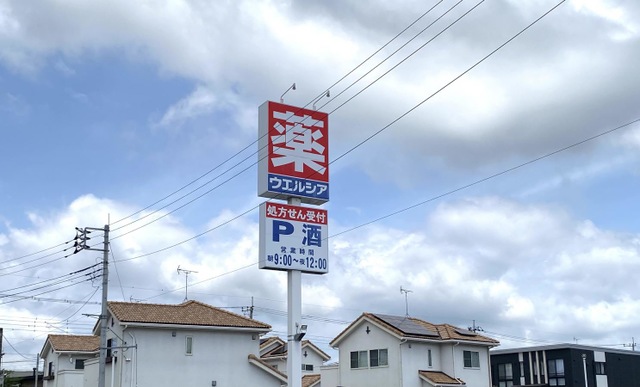 薬
ウエルシア
処方せん受付
P 酒
営業時間
朝9:00～夜12:00